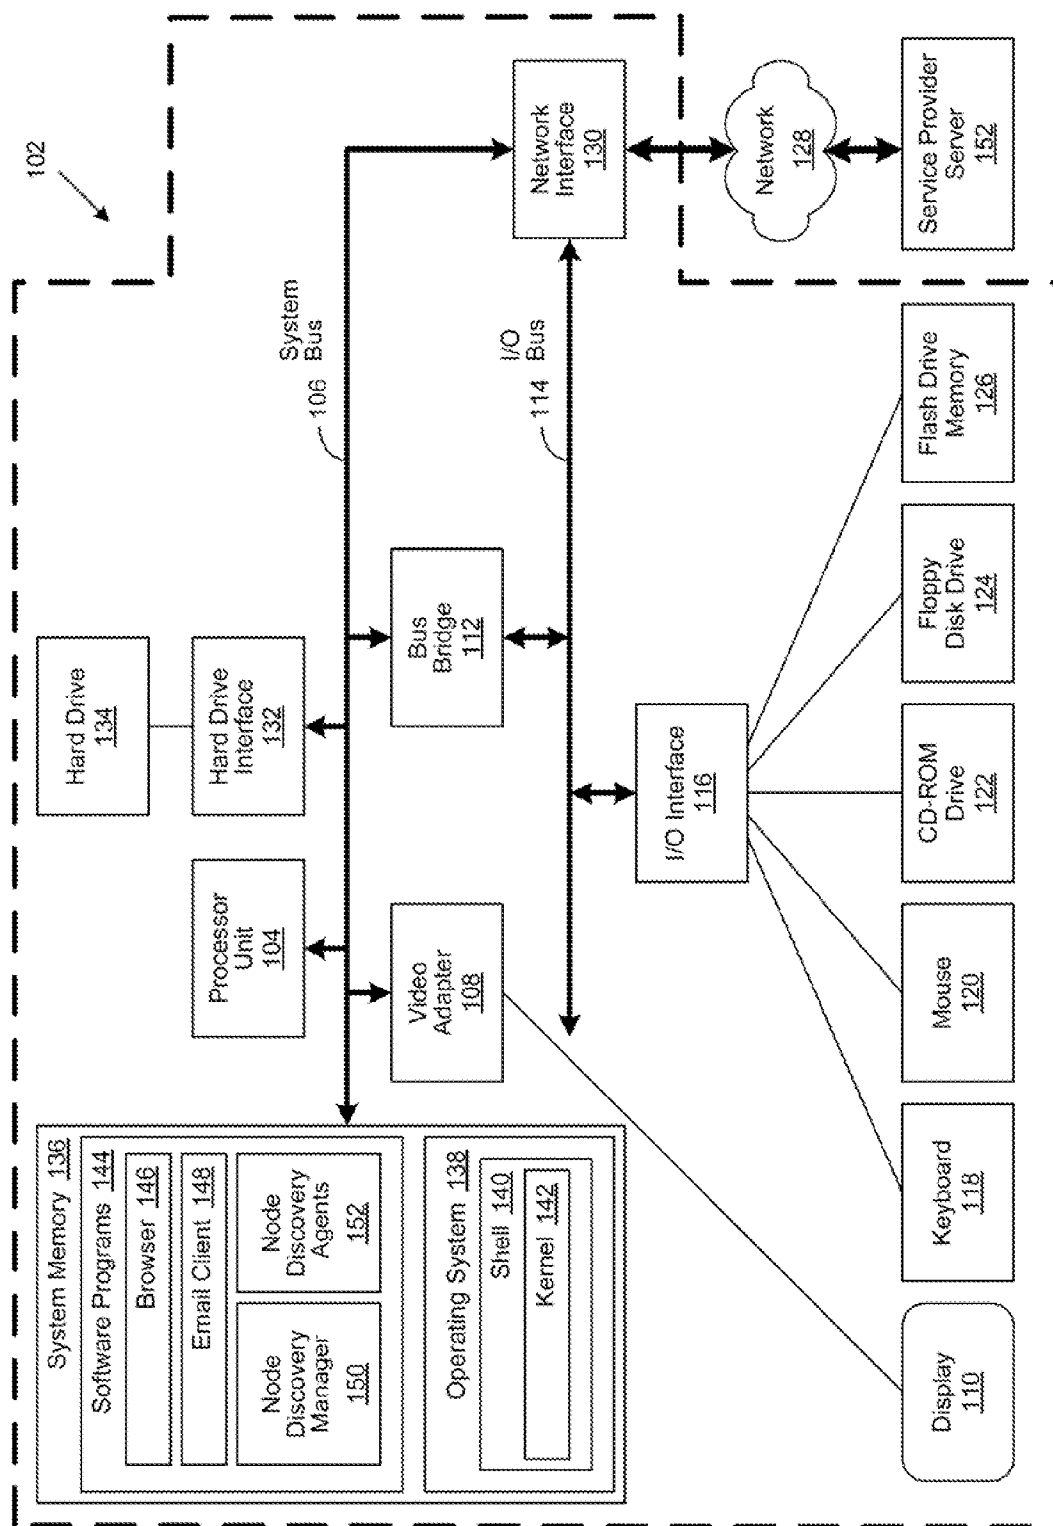 102
System Memory 136
Software Programs 144
Browser 146
Email Client 148
Node
Discovery
Manager
150
Node
Discovery
Agents
152
Operating System 138
Shell 140
Kernel 142
Processor
Unit
104
Hard Drive
134
Hard Drive
Interface
132
106
System
Bus
Video
Adapter
108
Bus
Bridge
112
114
I/O
Bus
Network
Interface
130
I/O Interface
116
Network
128
Display
110
Keyboard
118
Mouse
120
CD-ROM
Drive
122
Floppy
Disk Drive
124
Flash Drive
Memory
126
Service Provider
Server
152